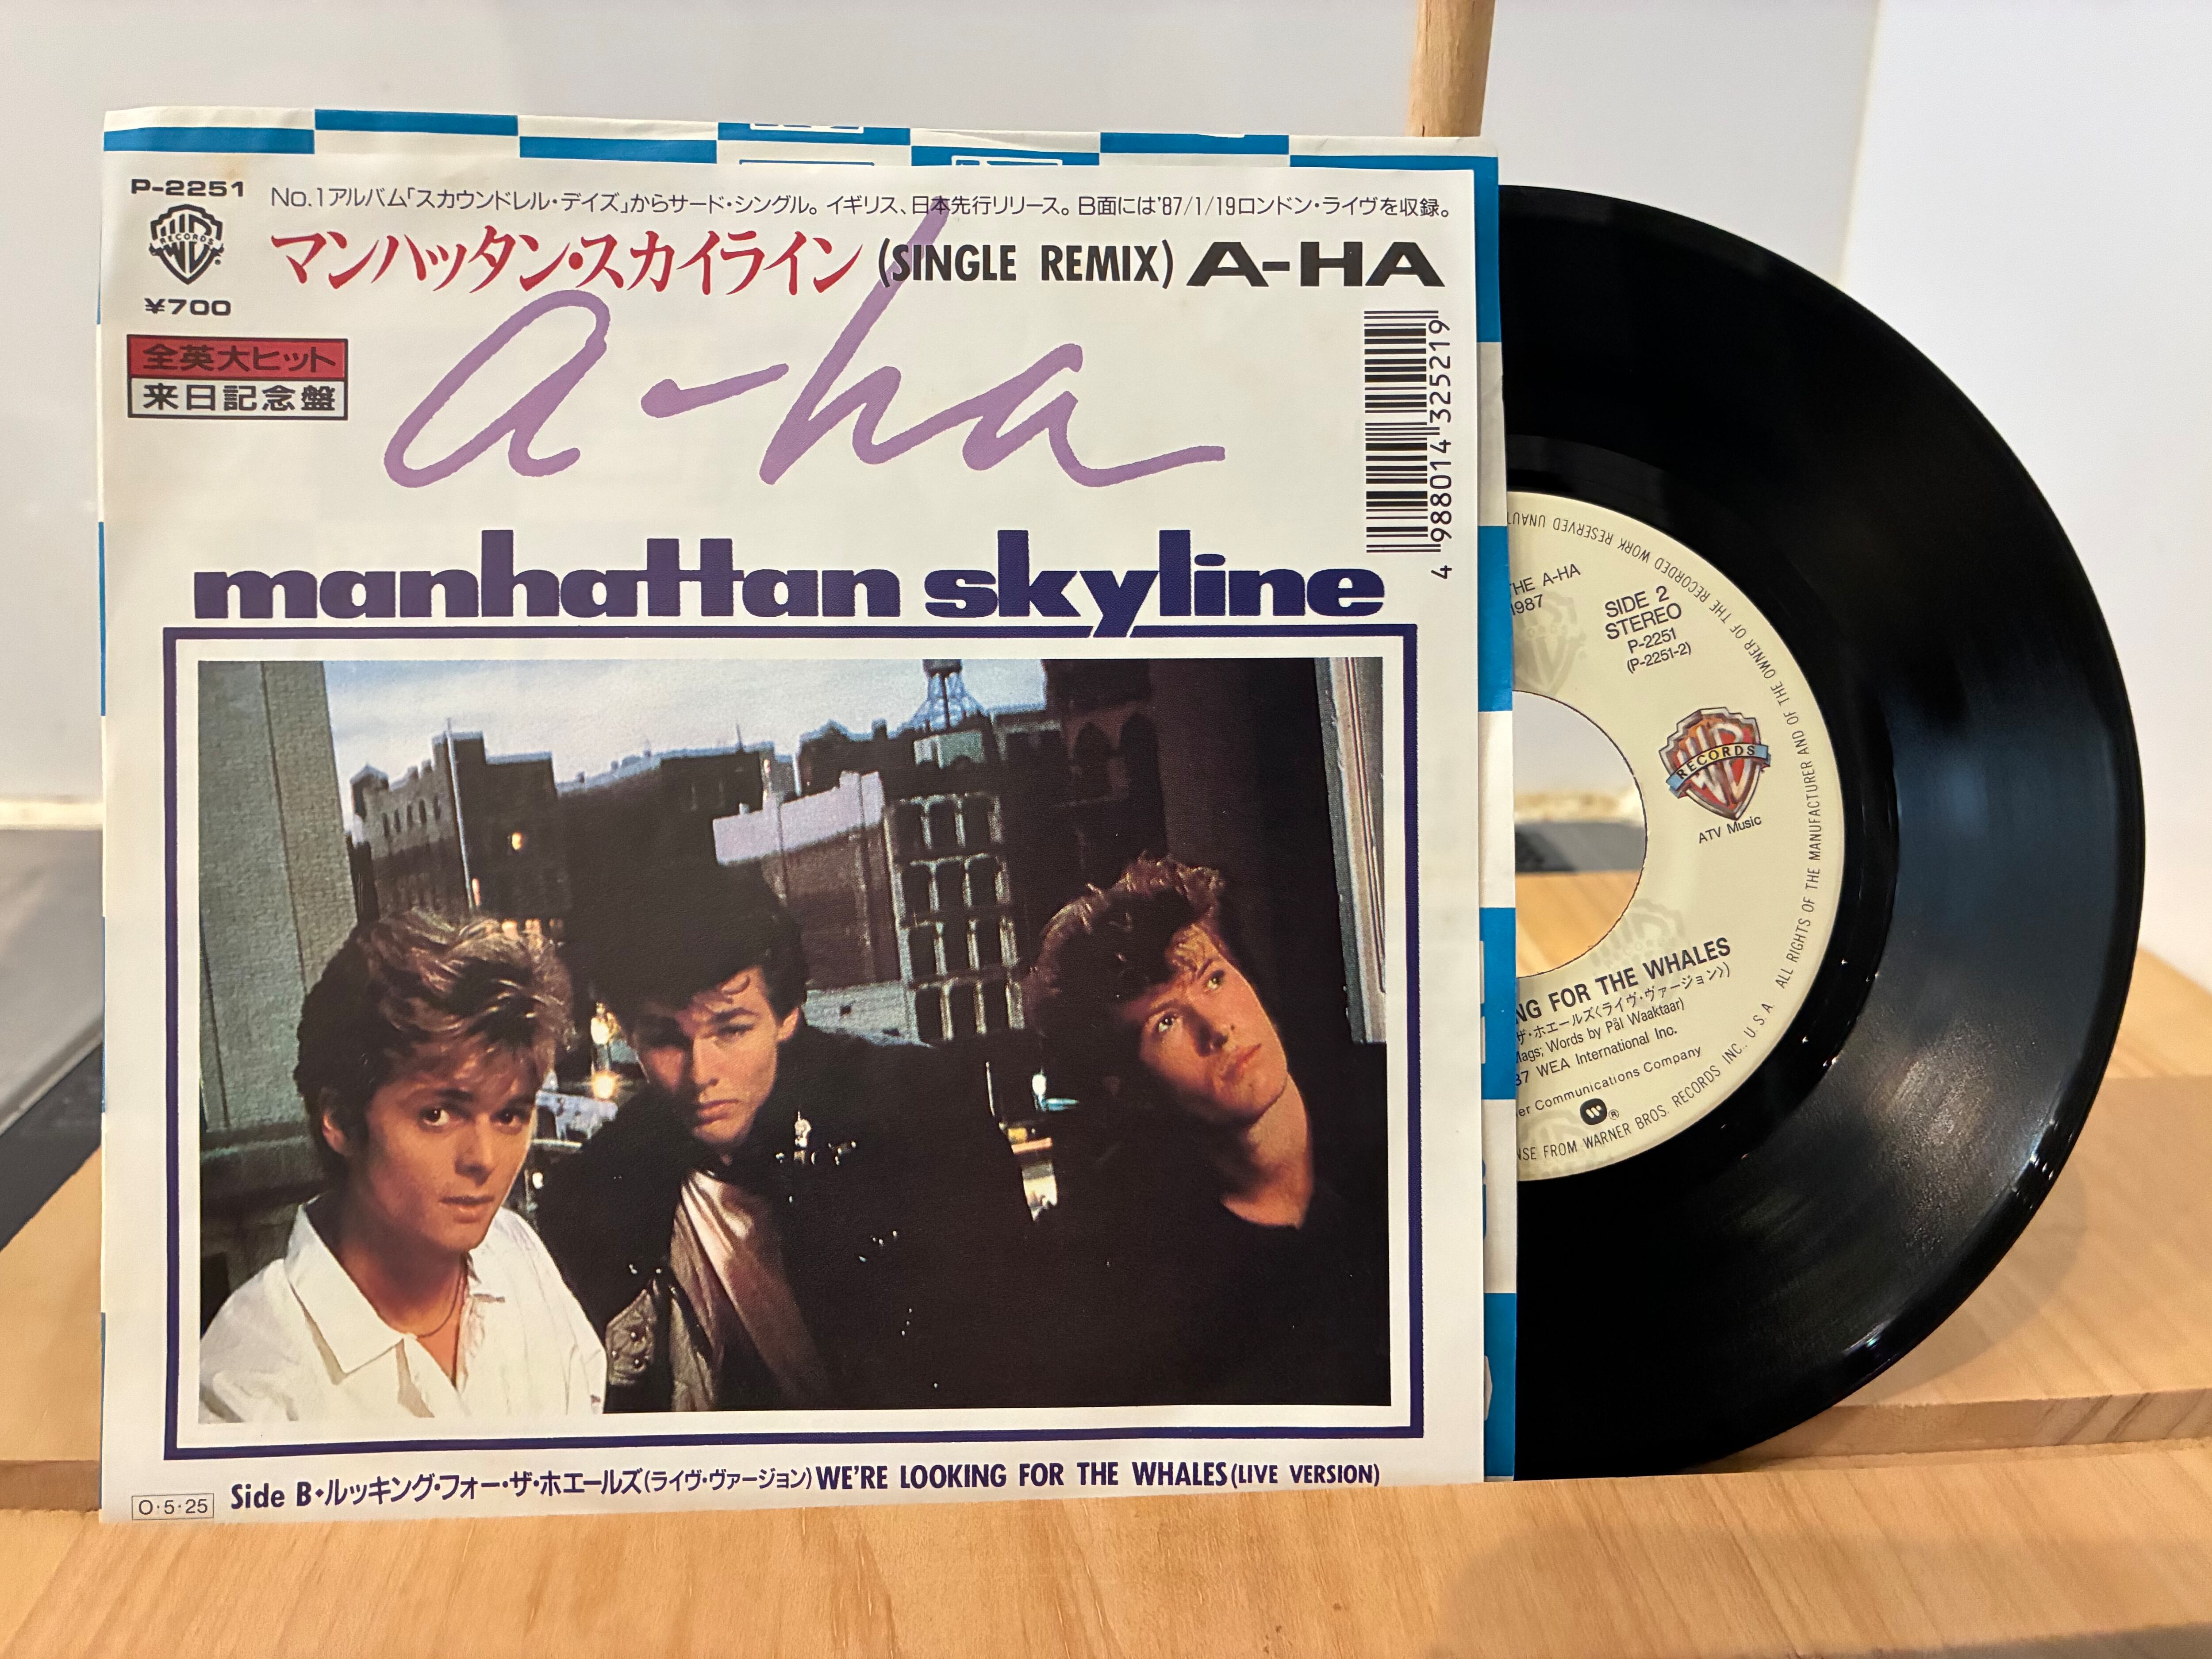 P-2251
No.1アルバム「スカウンドレル・デイズ」からサード・シングル。イギリス、日本先行リリース。B面には'87/1/19ロンドン・ライヴを収録。
RECORDS
マンハッタン・スカイライン (SINGLE REMIX) A-HA
¥700
全英大ヒット
来日記念盤
a-ha
4 988014 325219
manhattan skyline
Side B・ルッキング・フォー・ザ・ホエールズ(ライヴ・ヴァージョン) WE'RE LOOKING FOR THE WHALES (LIVE VERSION)
O・5・25
THE A-HA
1987
SIDE 2
STEREO
P-2251
(P-2251-2)
RECORDS
ATV Music
FOR THE WHALES
ザ・ホエールズ〈ライヴ・ヴァージョン〉)
Mags; Words by Pål Waaktaar)
WEA International Inc.
Communications Company
FROM WARNER BROS. RECORDS INC., U.S.A. ALL RIGHTS OF THE MANUFACTURER AND OF THE OWNER OF THE RECORDED WORK RESERVED